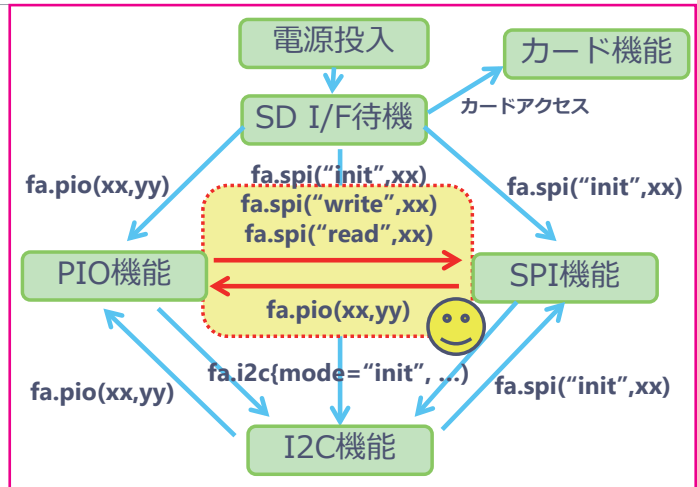 電源投入
カード機能
SD I/F待機
カードアクセス
fa.pio(xx,yy)
fa.spi(“init”,xx)
fa.spi(“init”,xx)
fa.spi(“write”,xx)
fa.spi(“read”,xx)
PIO機能
SPI機能
fa.pio(xx,yy)
fa.i2c{mode=“init”, ...)
fa.pio(xx,yy)
fa.spi(“init”,xx)
I2C機能